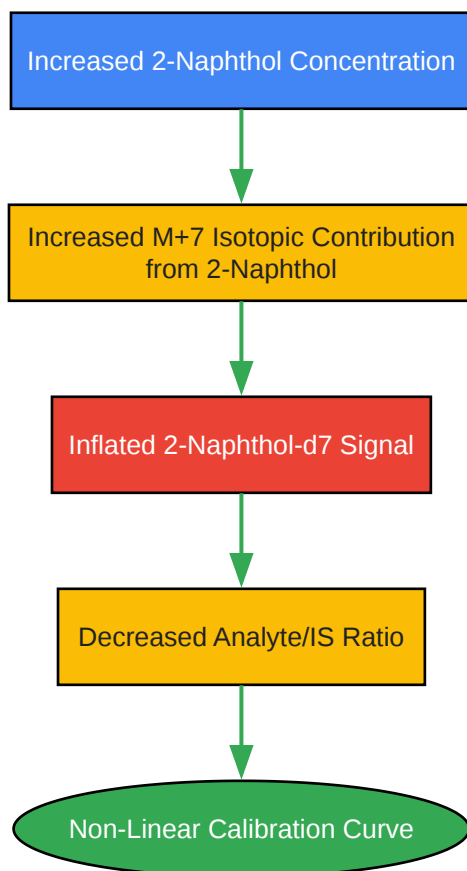 Increased 2-Naphthol Concentration
Increased M+7 Isotopic Contribution
from 2-Naphthol
Inflated 2-Naphthol-d7 Signal
Decreased Analyte/IS Ratio
Non-Linear Calibration Curve